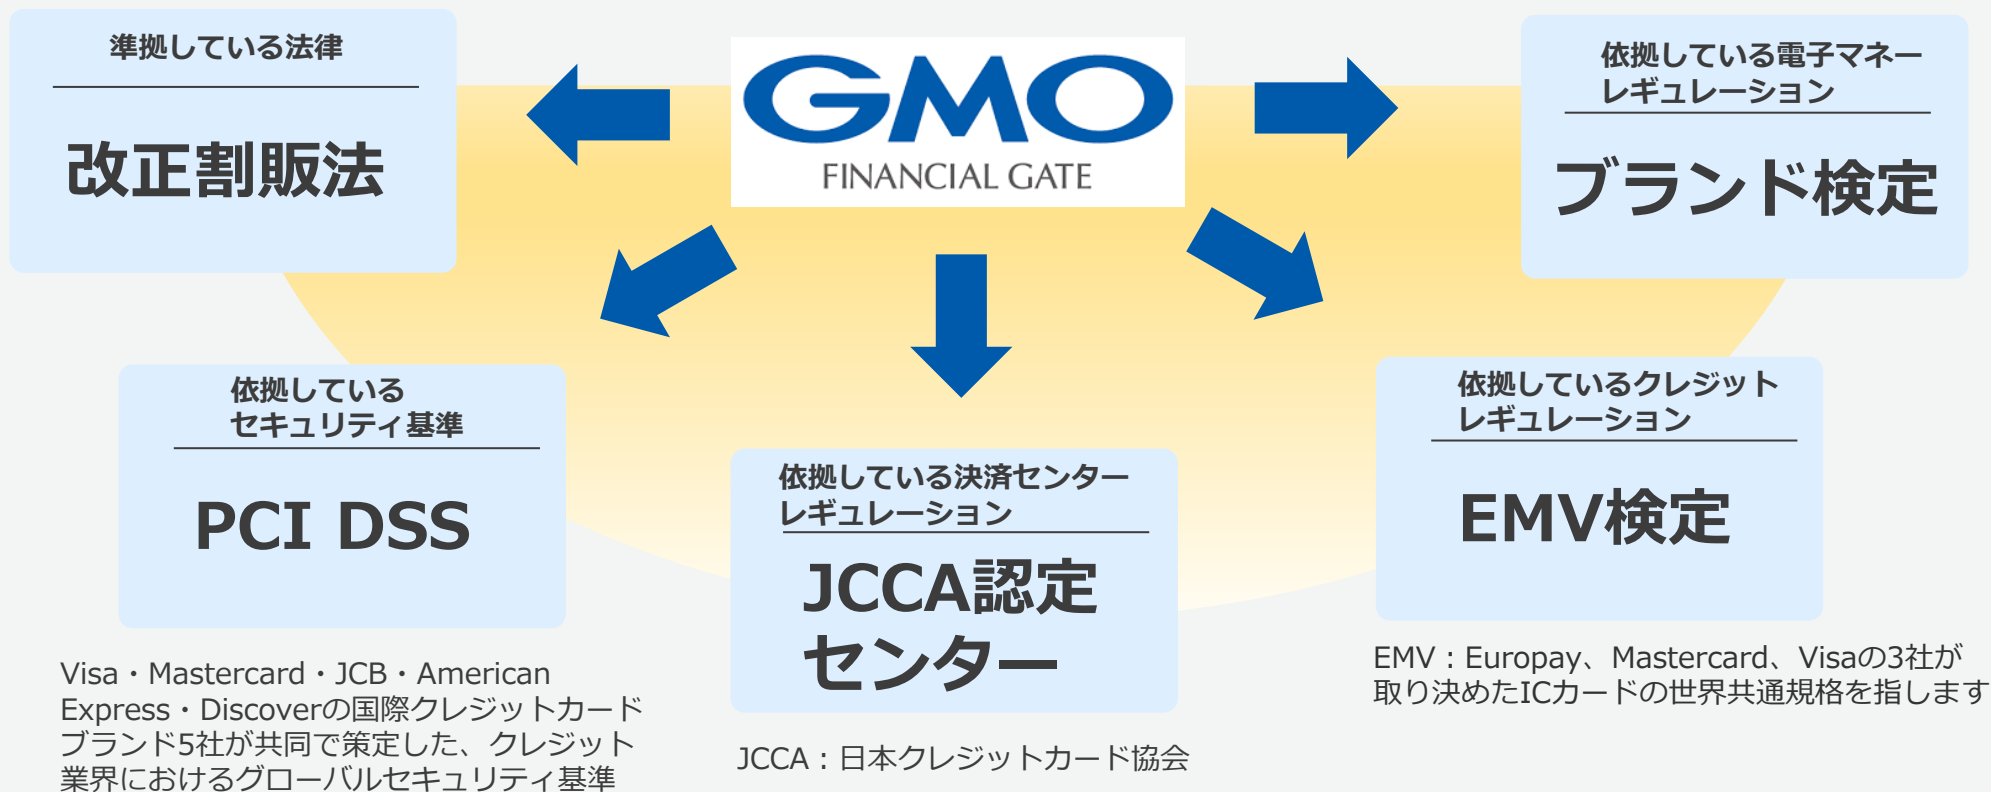 準拠している法律
改正割販法
GMO
FINANCIAL GATE
依拠している電子マネー
レギュレーション
ブランド検定
依拠している
セキュリティ基準
PCI DSS
Visa・Mastercard・JCB・American
Express・Discoverの国際クレジットカード
ブランド5社が共同で策定した、クレジット
業界におけるグローバルセキュリティ基準
依拠している決済センター
レギュレーション
JCCA認定
センター
JCCA：日本クレジットカード協会
依拠しているクレジット
レギュレーション
EMV検定
EMV：Europay、Mastercard、Visaの3社が
取り決めたICカードの世界共通規格を指します